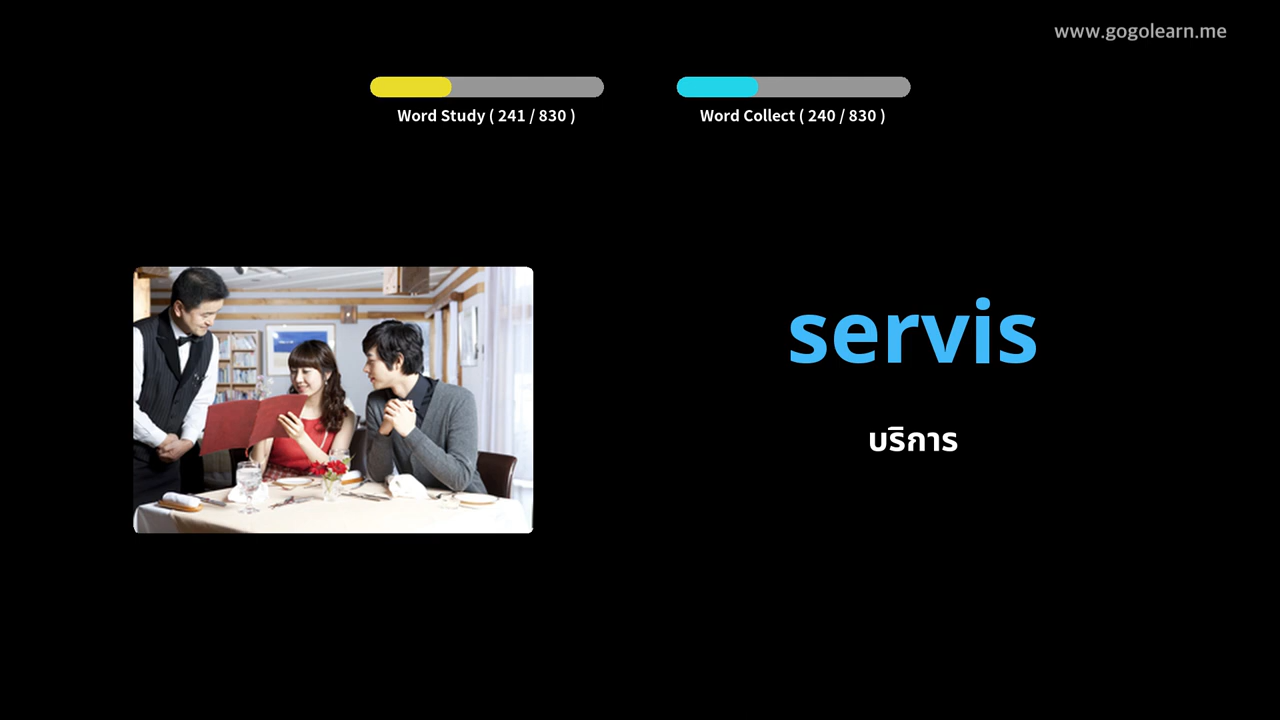 www.gogolearn.me
Word Study ( 241 / 830 )
Word Collect ( 240 / 830 )
servis
บริการ